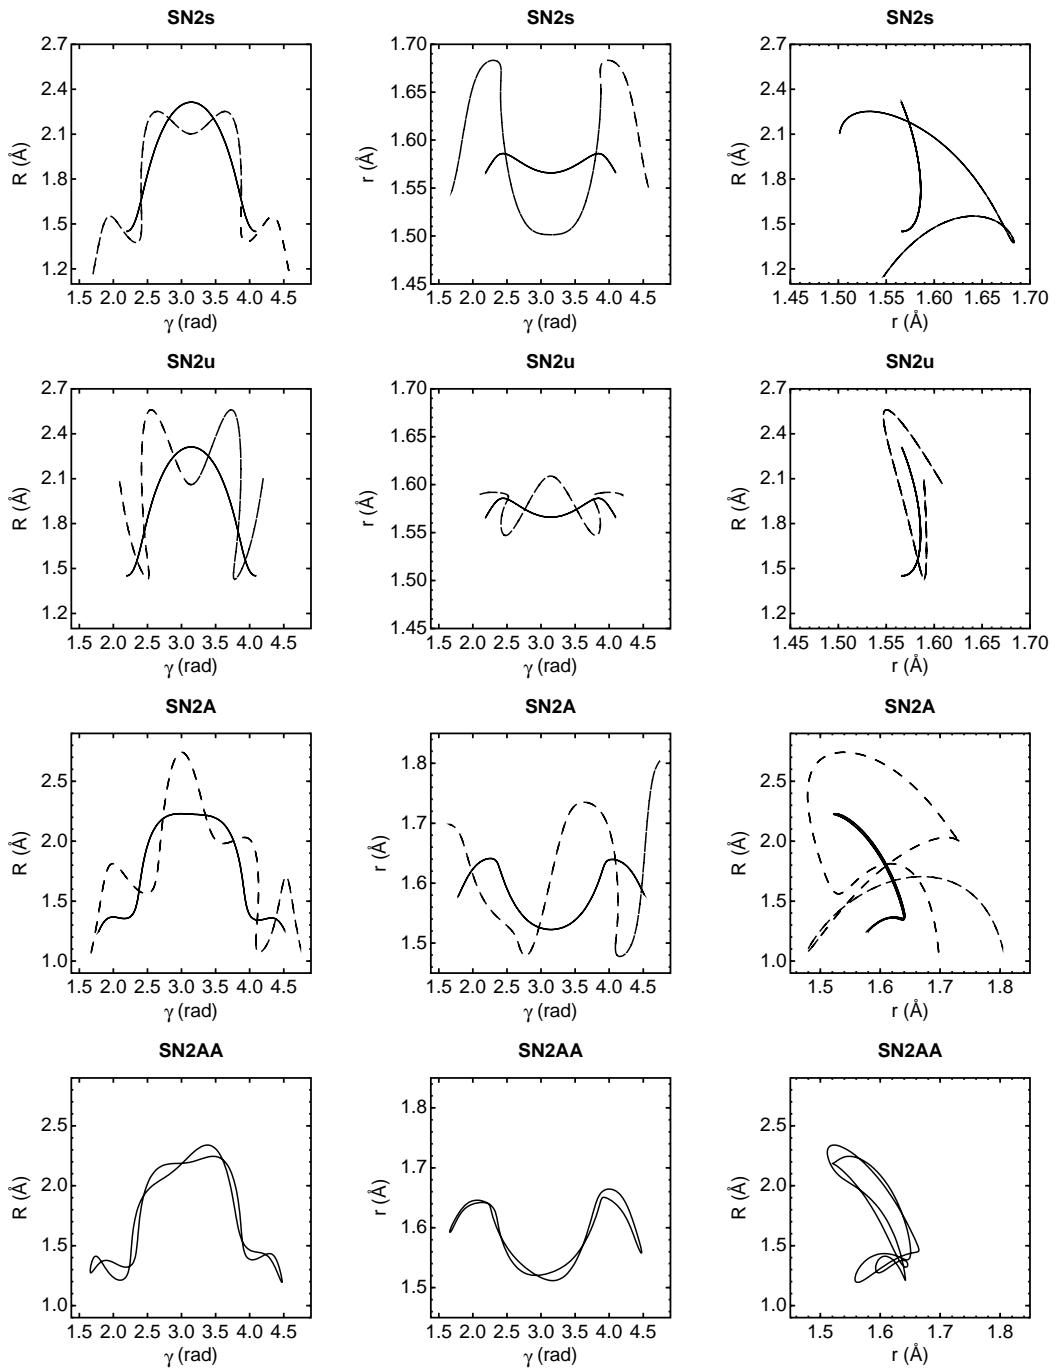 SN2s SN2s SN2s
2.7 1.70 2.7
2.4 1.65 2.4
2.1 1.60 2.1
R (Å) r (Å) R (Å)
1.8 1.55 1.8
1.5 1.50 1.5
1.2 1.45 1.2
1.5 2.0 2.5 3.0 3.5 4.0 4.5 1.5 2.0 2.5 3.0 3.5 4.0 4.5 1.45 1.50 1.55 1.60 1.65 1.70
γ (rad) γ (rad) r (Å)
SN2u SN2u SN2u
2.7 1.70 2.7
2.4 1.65 2.4
2.1 1.60 2.1
R (Å) r (Å) R (Å)
1.8 1.55 1.8
1.5 1.50 1.5
1.2 1.45 1.2
1.5 2.0 2.5 3.0 3.5 4.0 4.5 1.5 2.0 2.5 3.0 3.5 4.0 4.5 1.45 1.50 1.55 1.60 1.65 1.70
γ (rad) γ (rad) r (Å)
SN2A SN2A SN2A
2.5 1.8 2.5
2.0 1.7 2.0
R (Å) r (Å) R (Å)
1.5 1.6 1.5
1.0 1.5 1.0
1.5 2.0 2.5 3.0 3.5 4.0 4.5 1.5 2.0 2.5 3.0 3.5 4.0 4.5 1.5 1.6 1.7 1.8
γ (rad) γ (rad) r (Å)
SN2AA SN2AA SN2AA
2.5 1.8 2.5
2.0 1.7 2.0
R (Å) r (Å) R (Å)
1.5 1.6 1.5
1.0 1.5 1.0
1.5 2.0 2.5 3.0 3.5 4.0 4.5 1.5 2.0 2.5 3.0 3.5 4.0 4.5 1.5 1.6 1.7 1.8
γ (rad) γ (rad) r (Å)